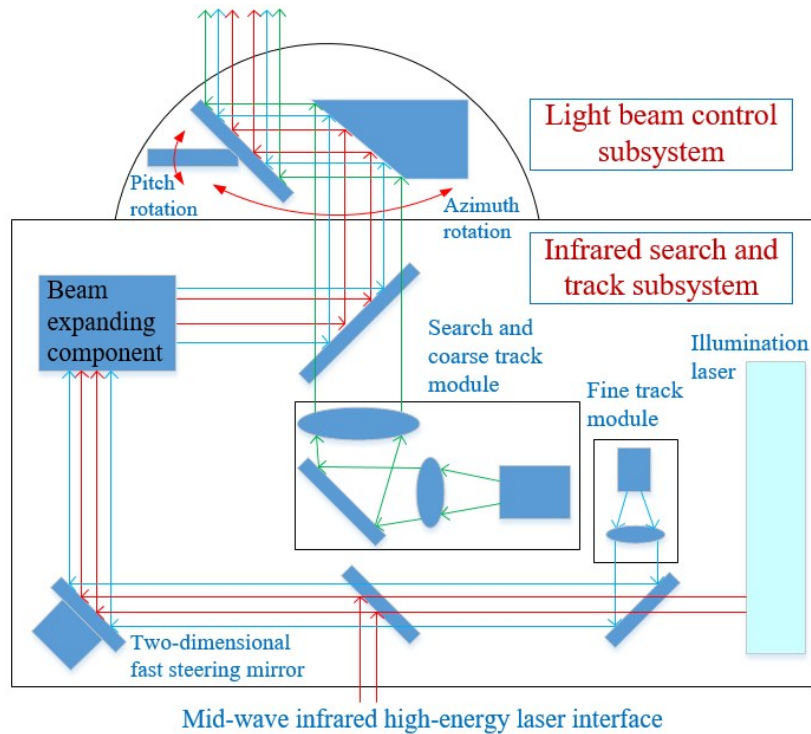 Light beam control
subsystem
Pitch
rotation
Azimuth
rotation
Infrared search and
track subsystem
Beam
expanding
component
Search and
coarse track
module
Illumination
laser
Fine track
module
Two-dimensional
fast steering mirror
Mid-wave infrared high-energy laser interface